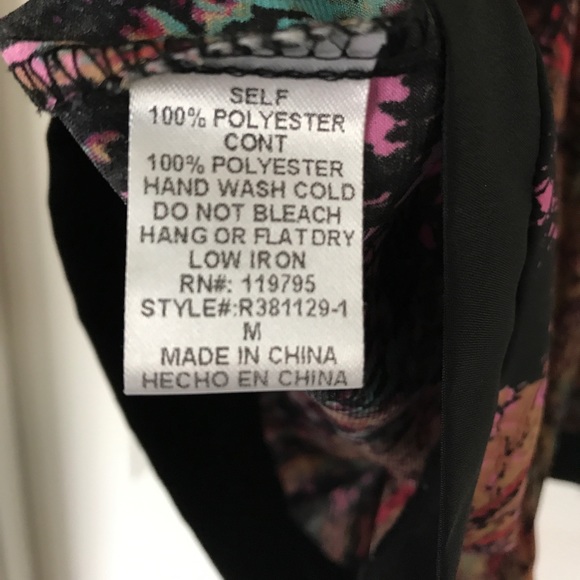 SELF
100% POLYESTER
CONT
100% POLYESTER
HAND WASH COLD
DO NOT BLEACH
HANG OR FLAT DRY
LOW IRON
RN#: 119795
STYLE#:R381129-1
M
MADE IN CHINA
HECHO EN CHINA